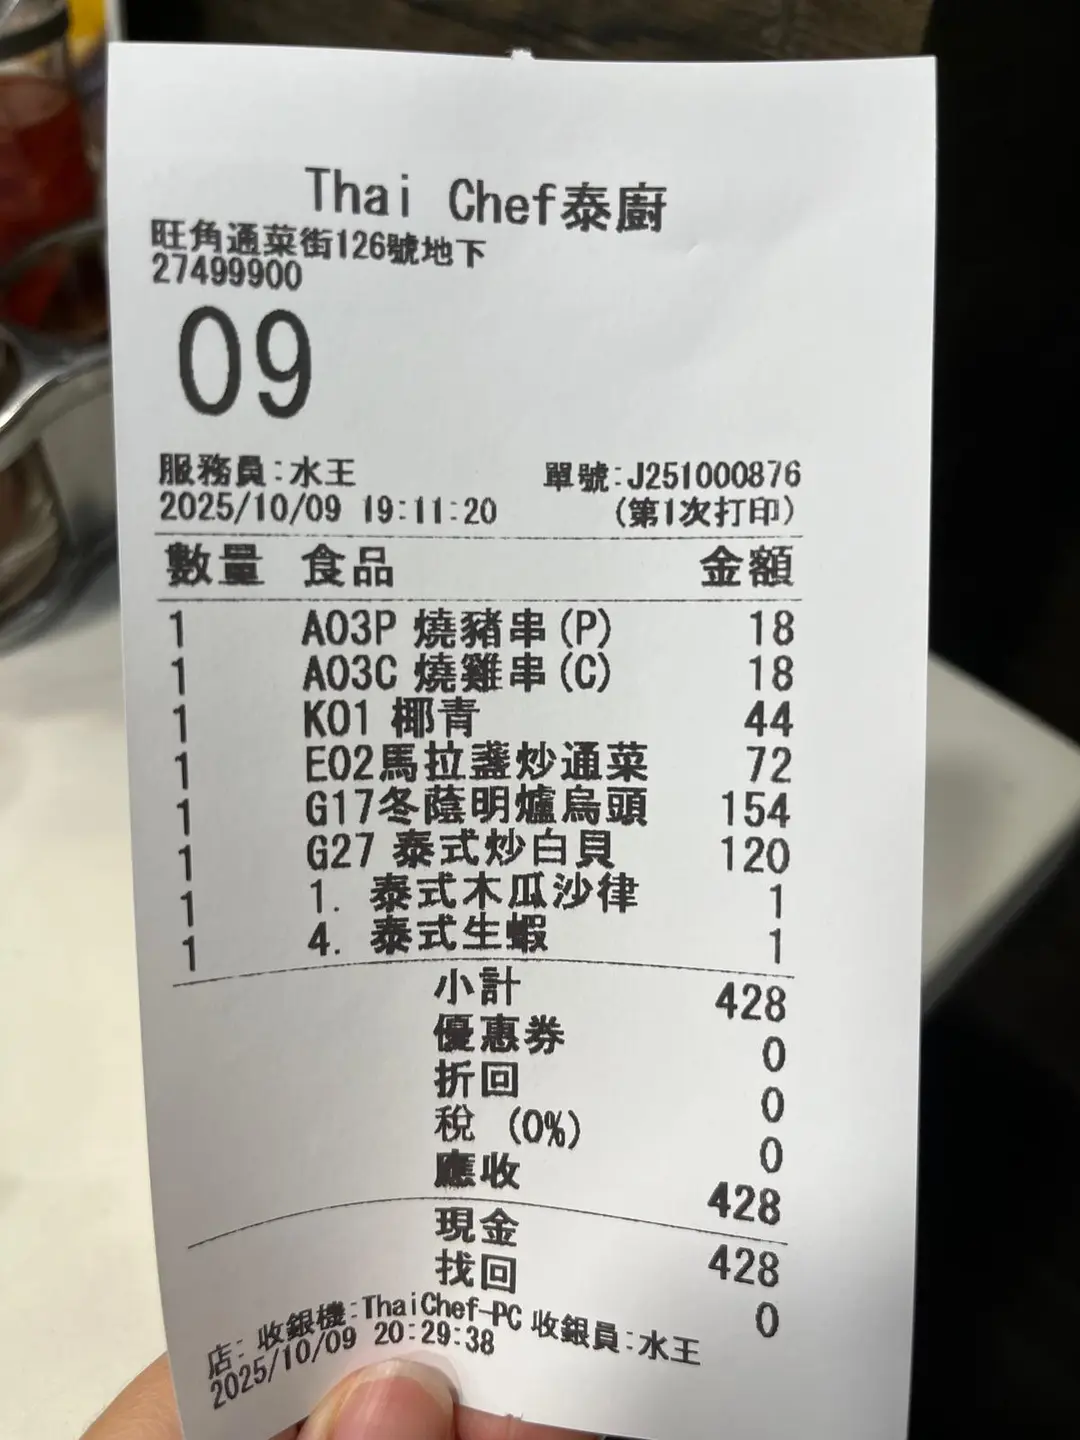 Thai Chef泰廚
旺角通菜街126號地下
27499900
09
服務員:水王 單號:J251000876
2025/10/09 19:11:20 (第1次打印)
數量 食品 金額
1 A03P 燒豬串(P) 18
1 A03C 燒雞串(C) 18
1 K01 椰青 44
1 E02馬拉盞炒通菜 72
1 G17冬蔭明爐烏頭 154
1 G27 泰式炒白貝 120
1 1. 泰式木瓜沙律 1
1 4. 泰式生蝦 1
小計 428
優惠券 0
折回 0
稅 (0%) 0
應收 428
現金 428
找回 0
店: 收銀機:ThaiChef-PC 收銀員:水王
2025/10/09 20:29:38